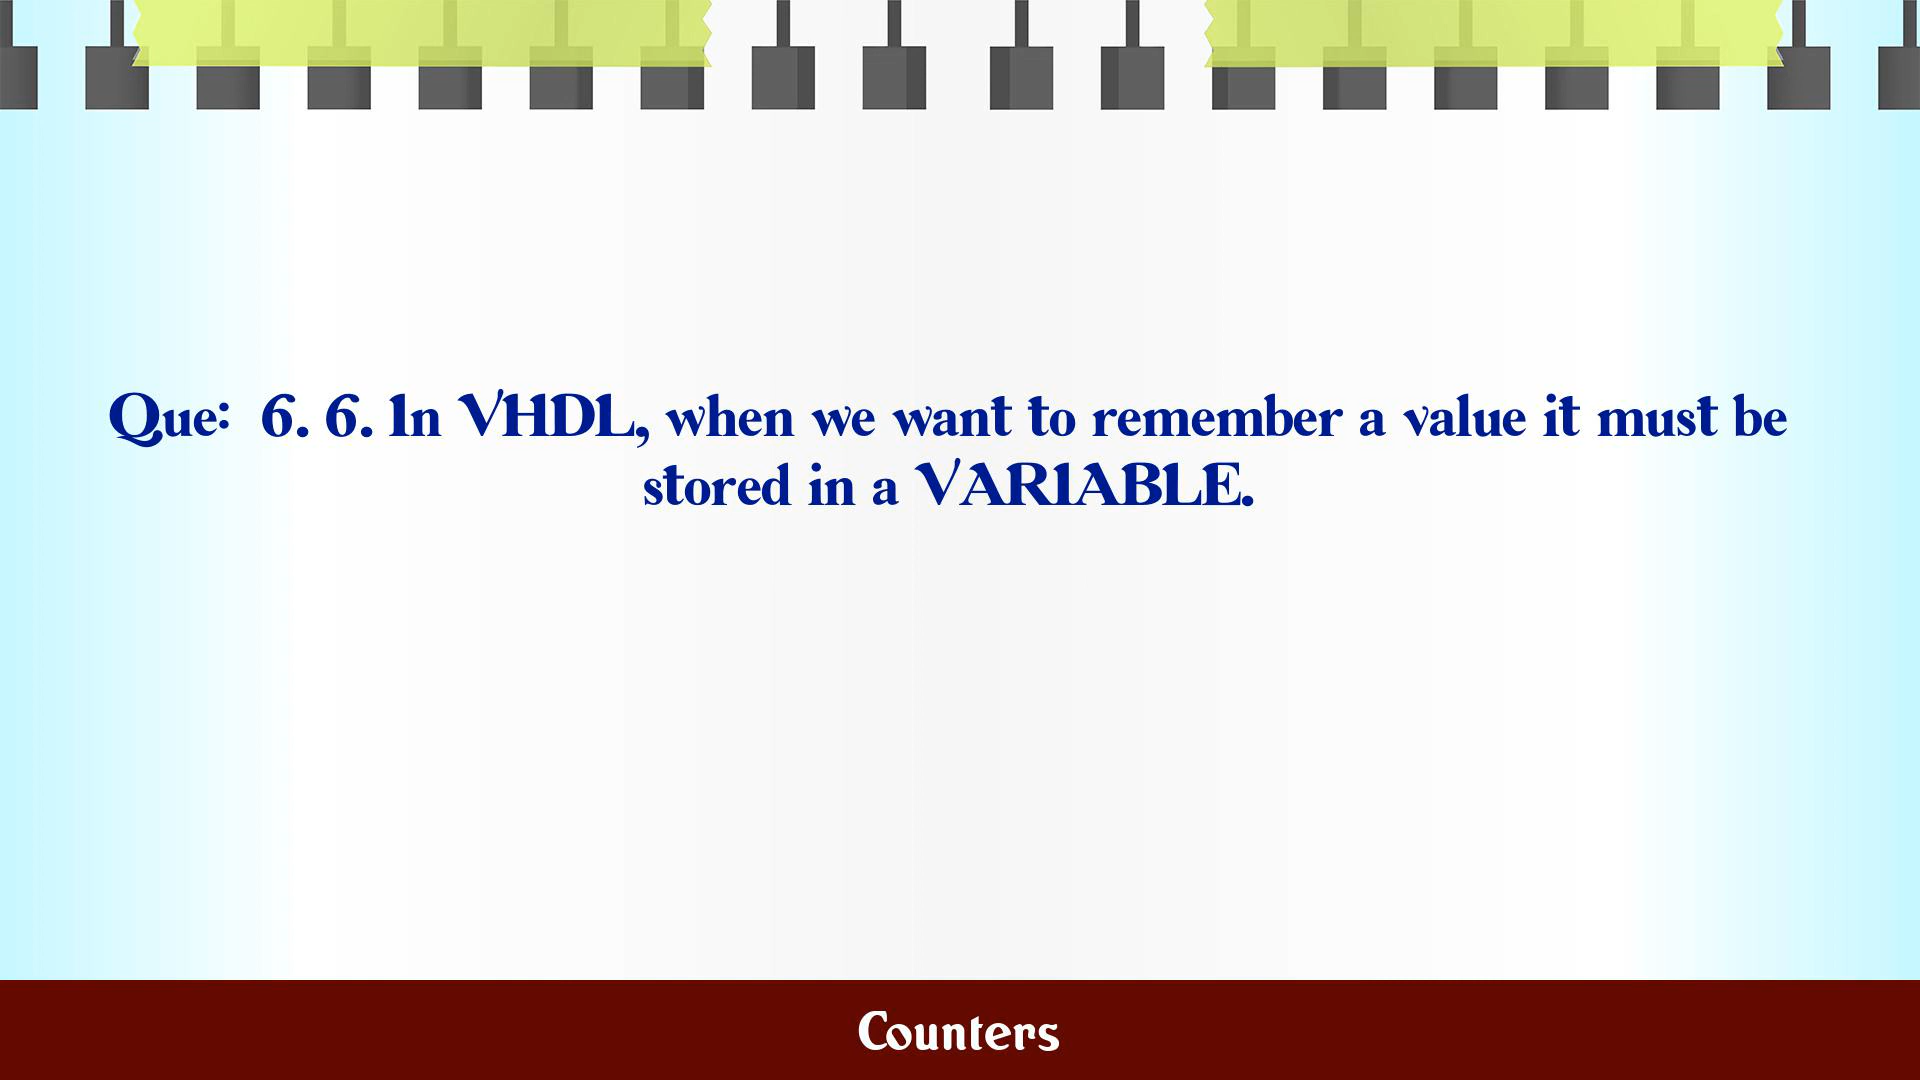 Que: 6. 6. In VHDL, when we want to remember a value it must be
stored in a VARIABLE.
Counters